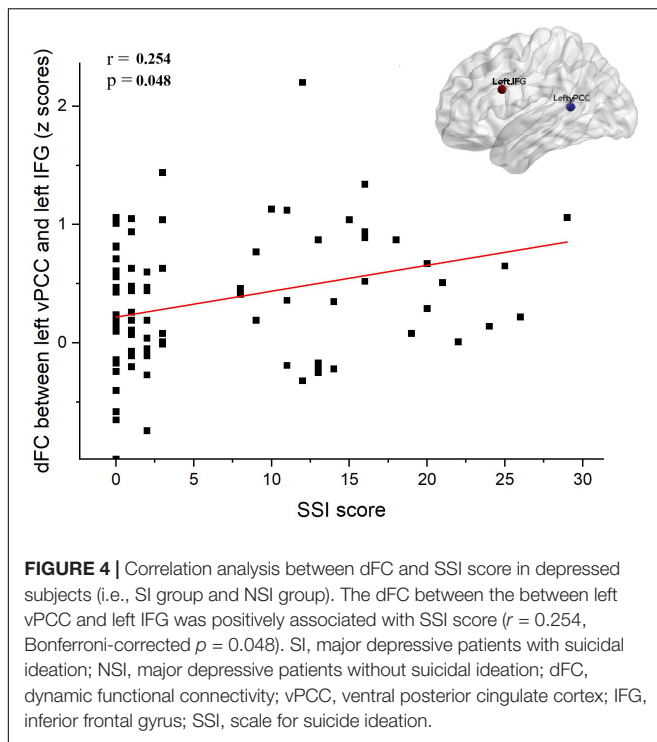 r = 0.254
p = 0.048
Left.IFG
LeftvPCC
dFC between left vPCC and left IFG (z scores)
2
1
0
0
5
10
15
20
25
30
SSI score
FIGURE 4 | Correlation analysis between dFC and SSI score in depressed
subjects (i.e., SI group and NSI group). The dFC between the between left
vPCC and left IFG was positively associated with SSI score (r = 0.254,
Bonferroni-corrected p = 0.048). SI, major depressive patients with suicidal
ideation; NSI, major depressive patients without suicidal ideation; dFC,
dynamic functional connectivity; vPCC, ventral posterior cingulate cortex; IFG,
inferior frontal gyrus; SSI, scale for suicide ideation.